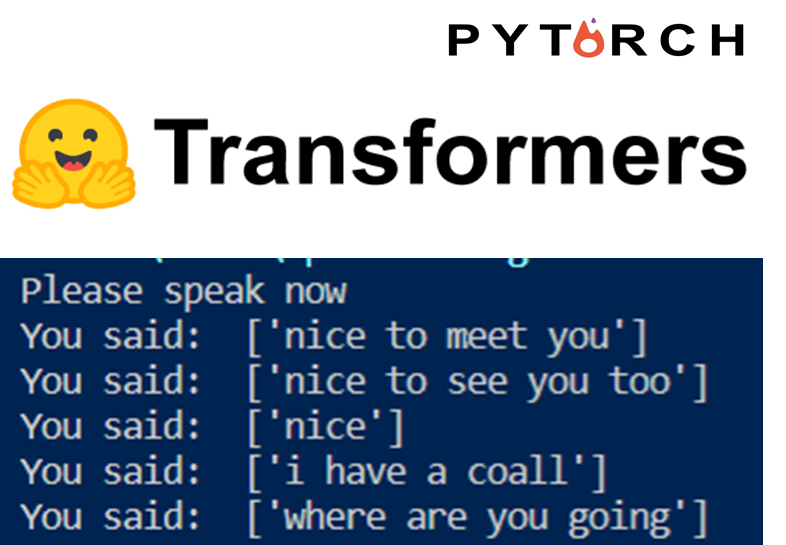 PYTORCH
Transformers
Please speak now
You said:  ['nice to meet you']
You said:  ['nice to see you too']
You said:  ['nice']
You said:  ['i have a coall']
You said:  ['where are you going']